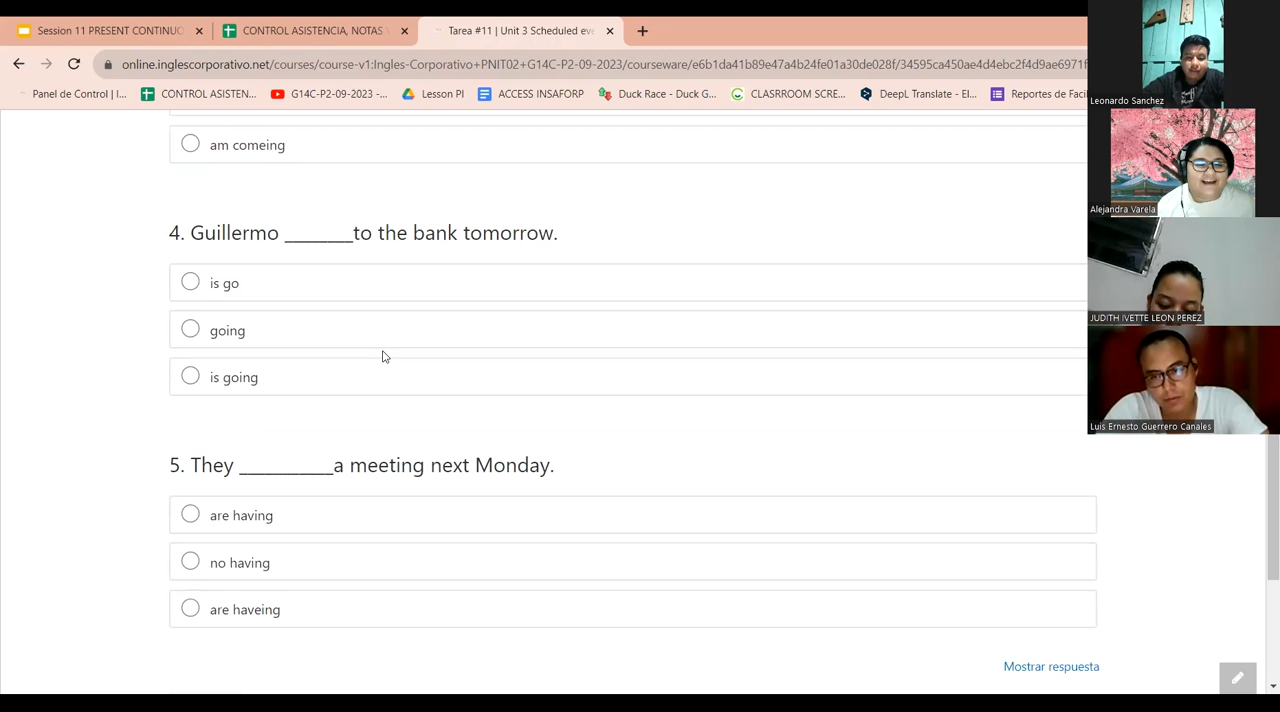 Session 11 PRESENT CONTINUO
CONTROL ASISTENCIA, NOTAS
Tarea #11 | Unit 3 Scheduled eve
online.inglescorporativo.net/courses/course-v1:Ingles-Corporativo+PNIT02+G14C-P2-09-2023/courseware/e6b1da41b89e47a4b24fe01a30de028f/34595ca450ae4d4ebc2f4d9ae6971f
Panel de Control | I...
CONTROL ASISTEN...
G14C-P2-09-2023 -...
Lesson PI
ACCESS INSAFORP
Duck Race - Duck G...
CLASRROOM SCRE...
DeepL Translate - El...
Reportes de Facil
Leonardo Sanchez
Alejandra Varela
JUDITH IVETTE LEON PEREZ
Luis Ernesto Guerrero Canales
am comeing
4. Guillermo ________to the bank tomorrow.
is go
going
is going
5. They ___________a meeting next Monday.
are having
no having
are haveing
Mostrar respuesta